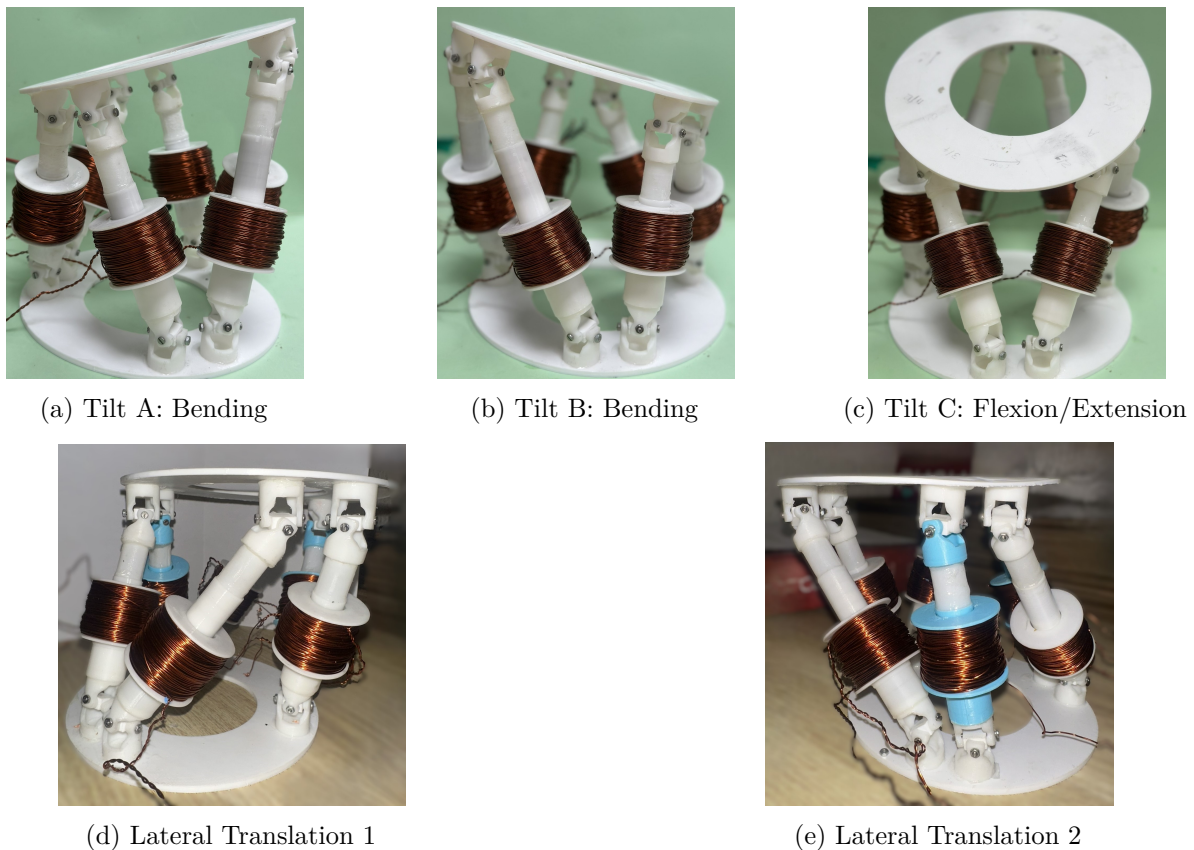 (a) Tilt A: Bending
(b) Tilt B: Bending
(c) Tilt C: Flexion/Extension
(d) Lateral Translation 1
(e) Lateral Translation 2